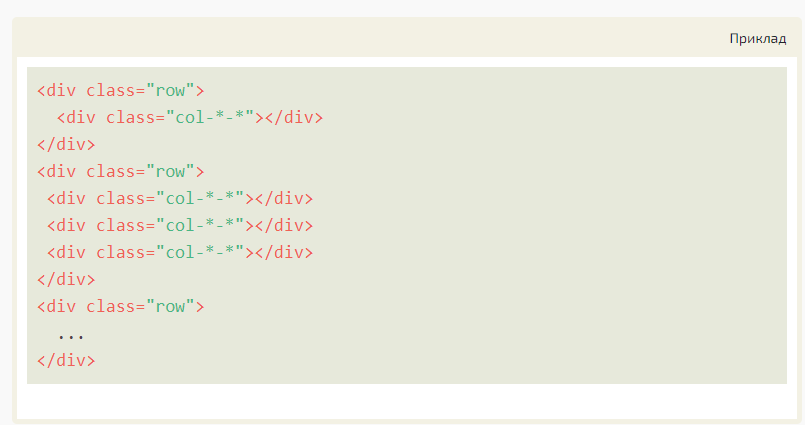 Приклад
<div class="row">
  <div class="col-*-*"></div>
</div>
<div class="row">
 <div class="col-*-*"></div>
 <div class="col-*-*"></div>
 <div class="col-*-*"></div>
</div>
<div class="row">
  ...
</div>